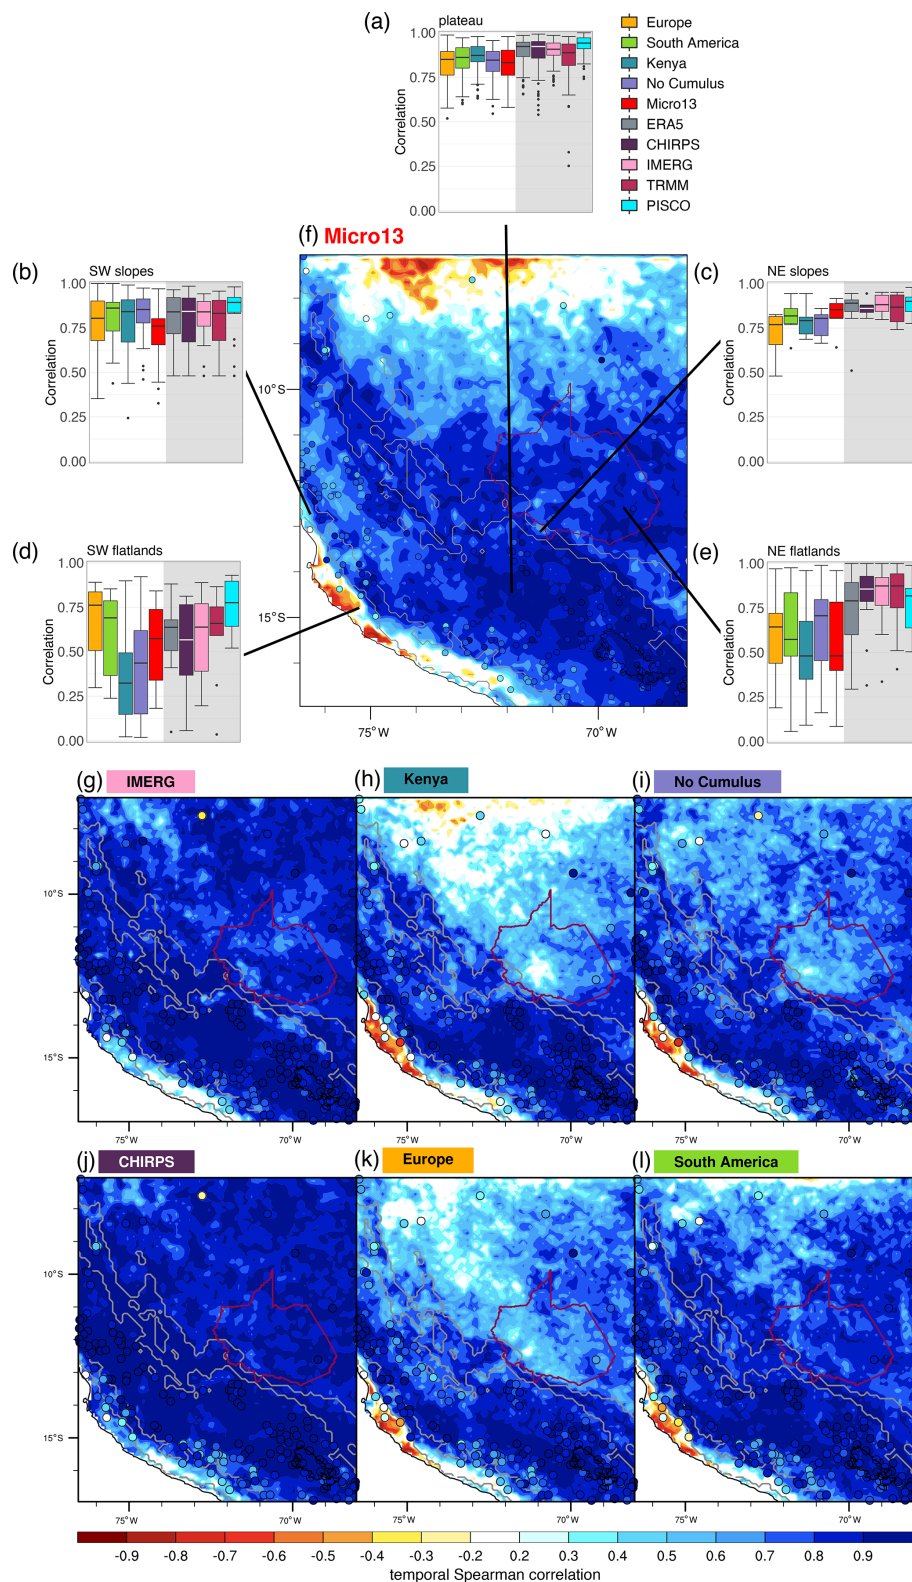 (a)
plateau
1.00
0.75
0.50
0.25
0.00
Correlation
Europe
South America
Kenya
No Cumulus
Micro13
ERA5
CHIRPS
IMERG
TRMM
PISCO
(f) Micro13
(b)
SW slopes
1.00
0.75
0.50
0.25
0.00
Correlation
(c)
NE slopes
1.00
0.75
0.50
0.25
0.00
Correlation
10°S
15°S
75°W
70°W
(d)
SW flatlands
1.00
0.75
0.50
0.25
0.00
Correlation
(e)
NE flatlands
1.00
0.75
0.50
0.25
0.00
Correlation
(g) IMERG
(h) Kenya
(i) No Cumulus
10°S
15°S
75°W
70°W
75°W
70°W
75°W
70°W
(j) CHIRPS
(k) Europe
(l) South America
10°S
15°S
75°W
70°W
75°W
70°W
75°W
70°W
-0.9 -0.8 -0.7 -0.6 -0.5 -0.4 -0.3 -0.2 0.2 0.3 0.4 0.5 0.6 0.7 0.8 0.9
temporal Spearman correlation